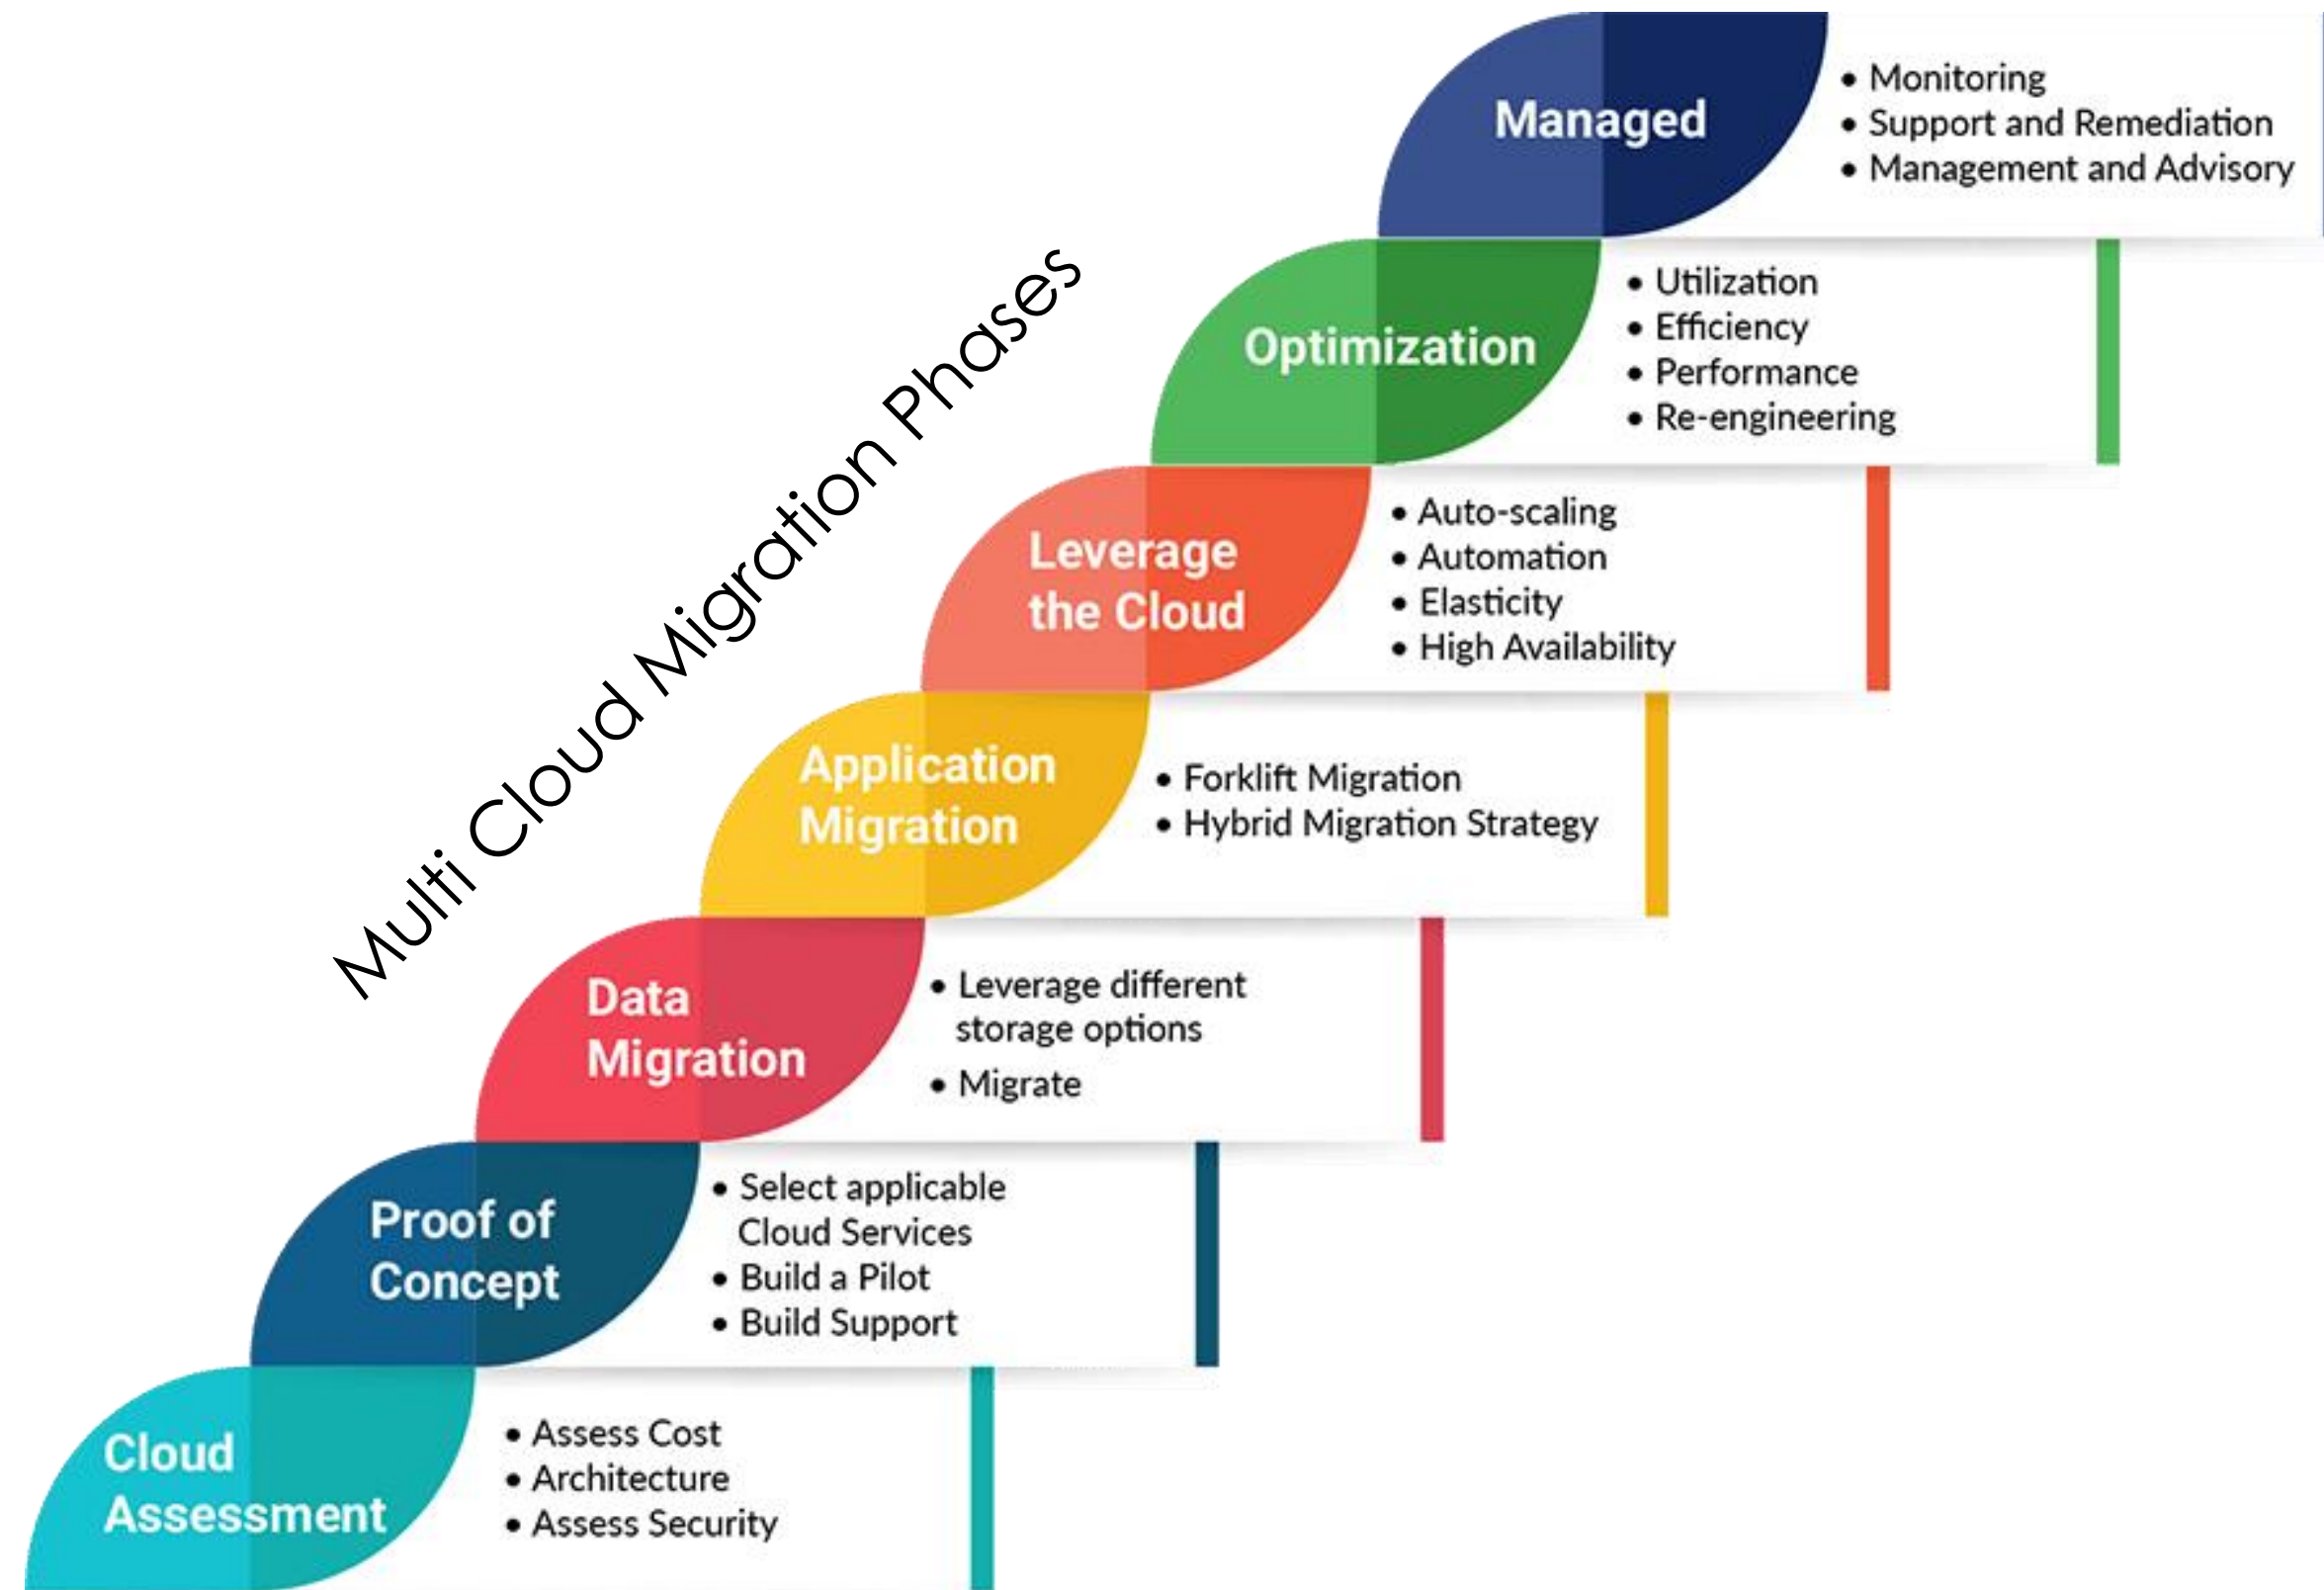 Multi Cloud Migration Phases
Managed
• Monitoring
• Support and Remediation
• Management and Advisory
Optimization
• Utilization
• Efficiency
• Performance
• Re-engineering
Leverage
the Cloud
• Auto-scaling
• Automation
• Elasticity
• High Availability
Application
Migration
• Forklift Migration
• Hybrid Migration Strategy
Data
Migration
• Leverage different
storage options
• Migrate
Proof of
Concept
• Select applicable
Cloud Services
• Build a Pilot
• Build Support
Cloud
Assessment
• Assess Cost
• Architecture
• Assess Security